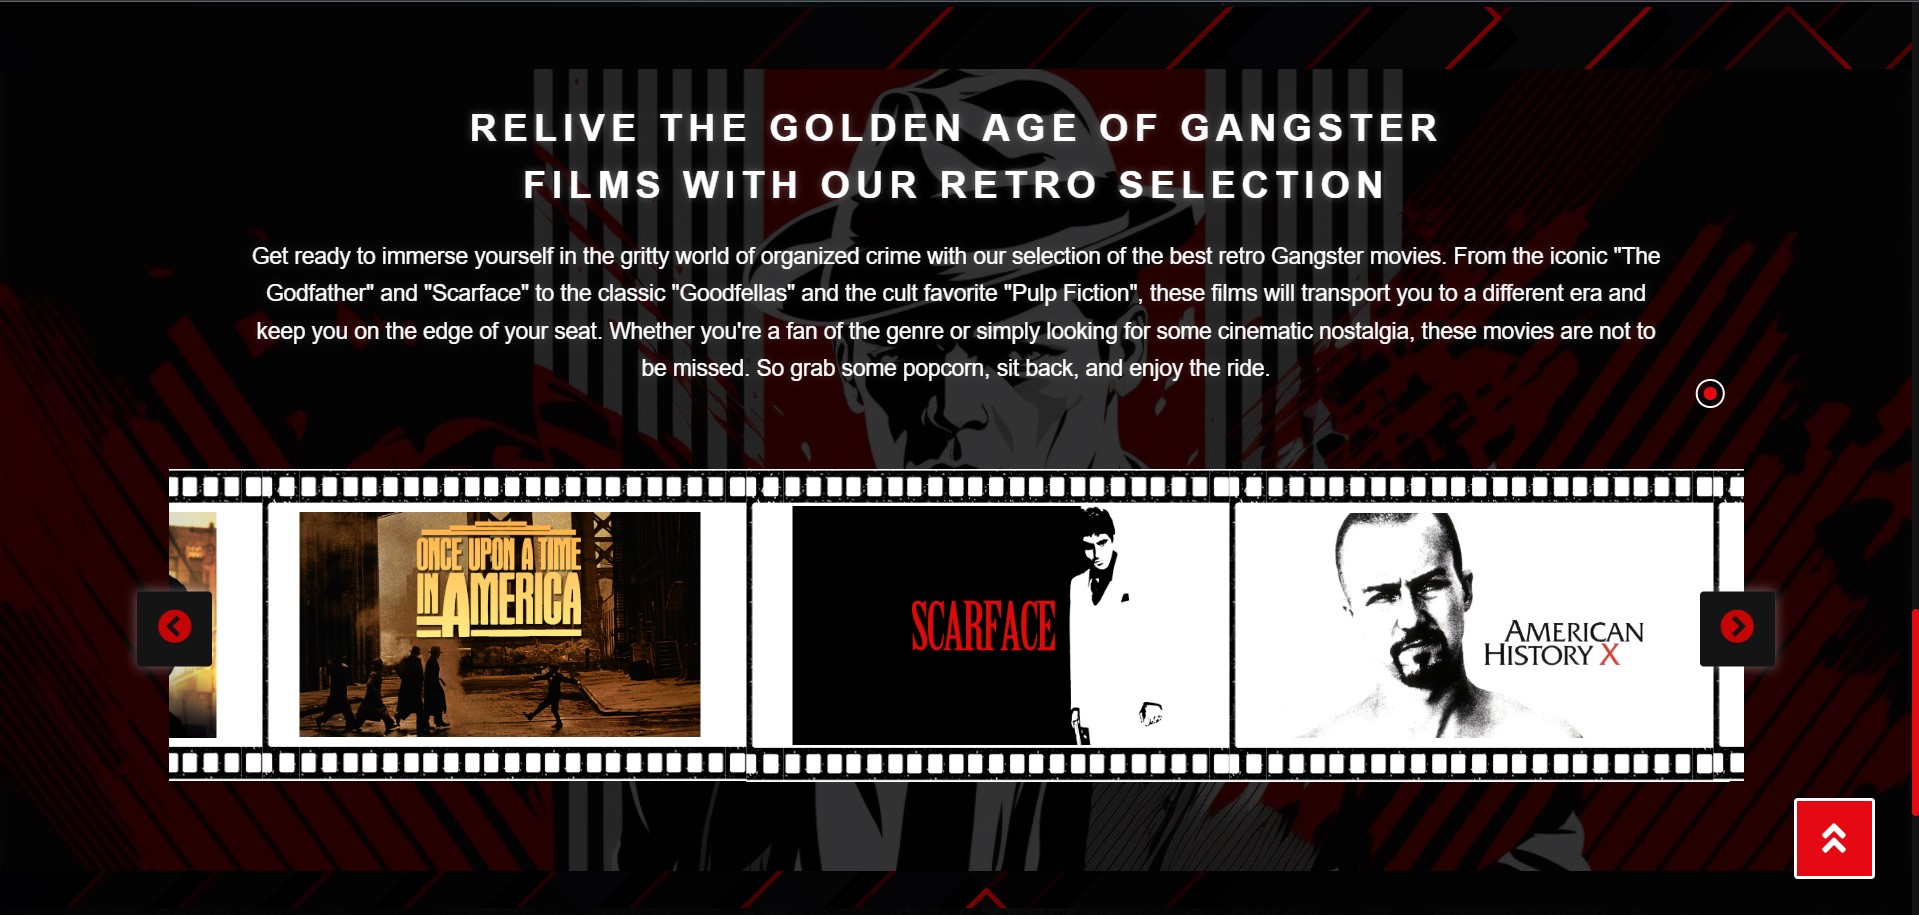 RELIVE THE GOLDEN AGE OF GANGSTER
FILMS WITH OUR RETRO SELECTION
Get ready to immerse yourself in the gritty world of organized crime with our selection of the best retro Gangster movies. From the iconic "The
Godfather" and "Scarface" to the classic "Goodfellas" and the cult favorite "Pulp Fiction", these films will transport you to a different era and
keep you on the edge of your seat. Whether you're a fan of the genre or simply looking for some cinematic nostalgia, these movies are not to
be missed. So grab some popcorn, sit back, and enjoy the ride.
ONCE UPON A TIME
IN AMERICA
SCARFACE
AMERICAN
HISTORY X